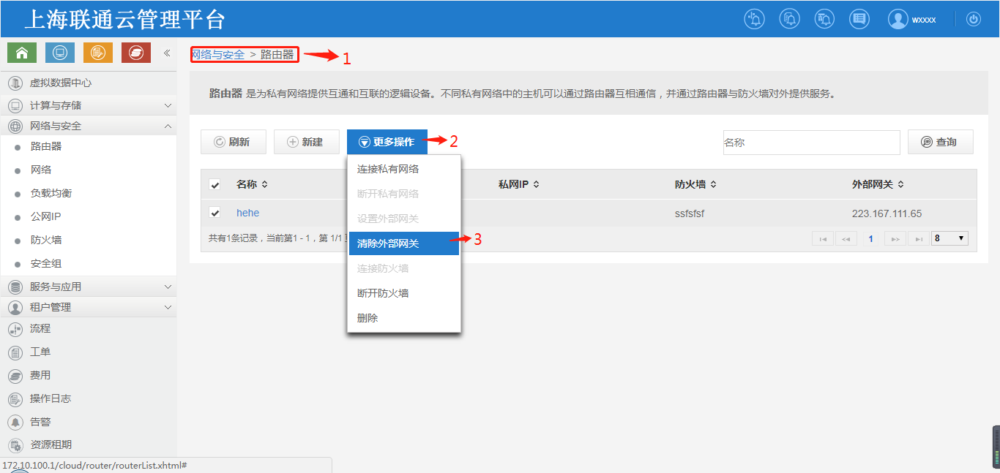 上海联通云管理平台
wxxxx
网络与安全 > 路由器
1
虚拟数据中心
计算与存储
网络与安全
路由器
网络
负载均衡
公网IP
防火墙
安全组
服务与应用
租户管理
流程
工单
费用
操作日志
告警
资源租期
路由器 是为私有网络提供互通和互联的逻辑设备。不同私有网络中的主机可以通过路由器互相通信，并通过路由器与防火墙对外提供服务。
刷新
新建
更多操作
2
名称
查询
连接私有网络
断开私有网络
设置外部网关
清除外部网关
3
连接防火墙
断开防火墙
删除
名称 私网IP 防火墙 外部网关
hehe ssfsfsf 223.167.111.65
共有1条记录，当前第1 - 1，第 1/1
1
8
172.10.100.1/cloud/router/routerList.xhtml#